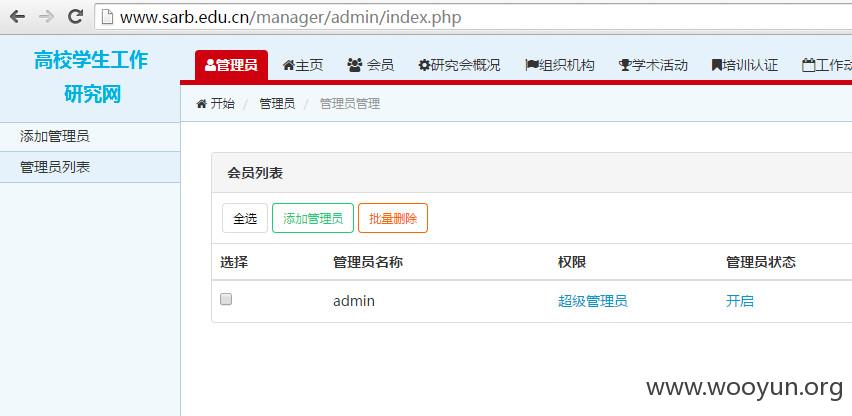 www.sarb.edu.cn/manager/admin/index.php
高校学生工作
研究网
管理员 主页 会员 研究会概况 组织机构 学术活动 培训认证 工作动
开始 / 管理员 / 管理员管理
添加管理员
管理员列表
会员列表
全选 添加管理员 批量删除
选择 管理员名称 权限 管理员状态
admin 超级管理员 开启
www.wooyun.org